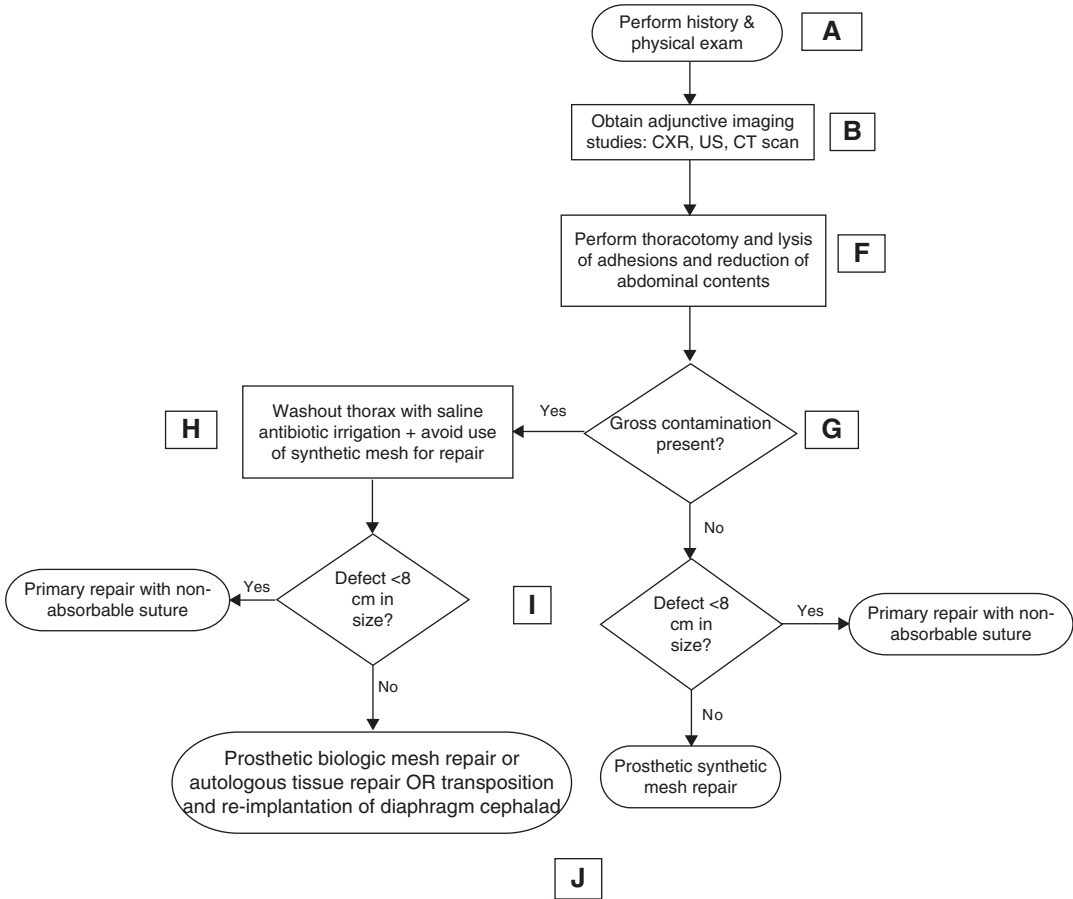 Perform history &
physical exam
A
Obtain adjunctive imaging
studies: CXR, US, CT scan
B
Perform thoracotomy and lysis
of adhesions and reduction of
abdominal contents
F
H
Washout thorax with saline
antibiotic irrigation + avoid use
of synthetic mesh for repair
Yes
Gross contamination
present?
G
No
Primary repair with non-
absorbable suture
Yes
Defect <8
cm in
size?
I
Defect <8
cm in
size?
Yes
Primary repair with non-
absorbable suture
No
No
Prosthetic biologic mesh repair or
autologous tissue repair OR transposition
and re-implantation of diaphragm cephalad
Prosthetic synthetic
mesh repair
J